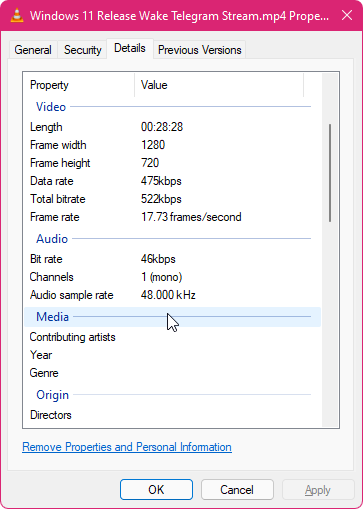 Windows 11 Release Wake Telegram Stream.mp4 Prope...
General Security Details Previous Versions
Property Value
Video
Length 00:28:28
Frame width 1280
Frame height 720
Data rate 475kbps
Total bitrate 522kbps
Frame rate 17.73 frames/second
Audio
Bit rate 46kbps
Channels 1 (mono)
Audio sample rate 48.000 kHz
Media
Contributing artists
Year
Genre
Origin
Directors
Remove Properties and Personal Information
OK Cancel Apply